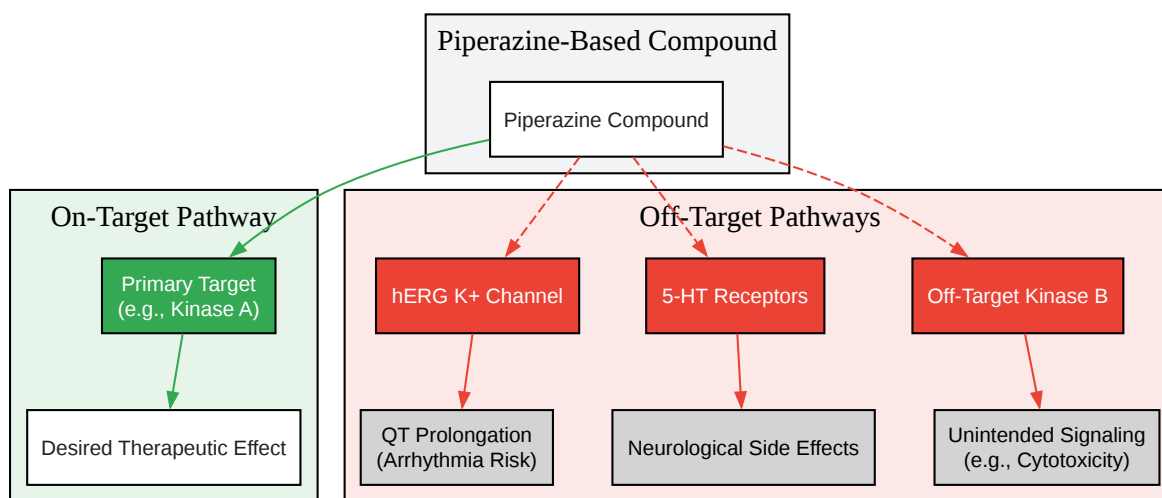 Piperazine-Based Compound
Piperazine Compound
On-Target Pathway
Off-Target Pathways
Primary Target
(e.g., Kinase A)
hERG K+ Channel
5-HT Receptors
Off-Target Kinase B
Desired Therapeutic Effect
QT Prolongation
(Arrhythmia Risk)
Neurological Side Effects
Unintended Signaling
(e.g., Cytotoxicity)